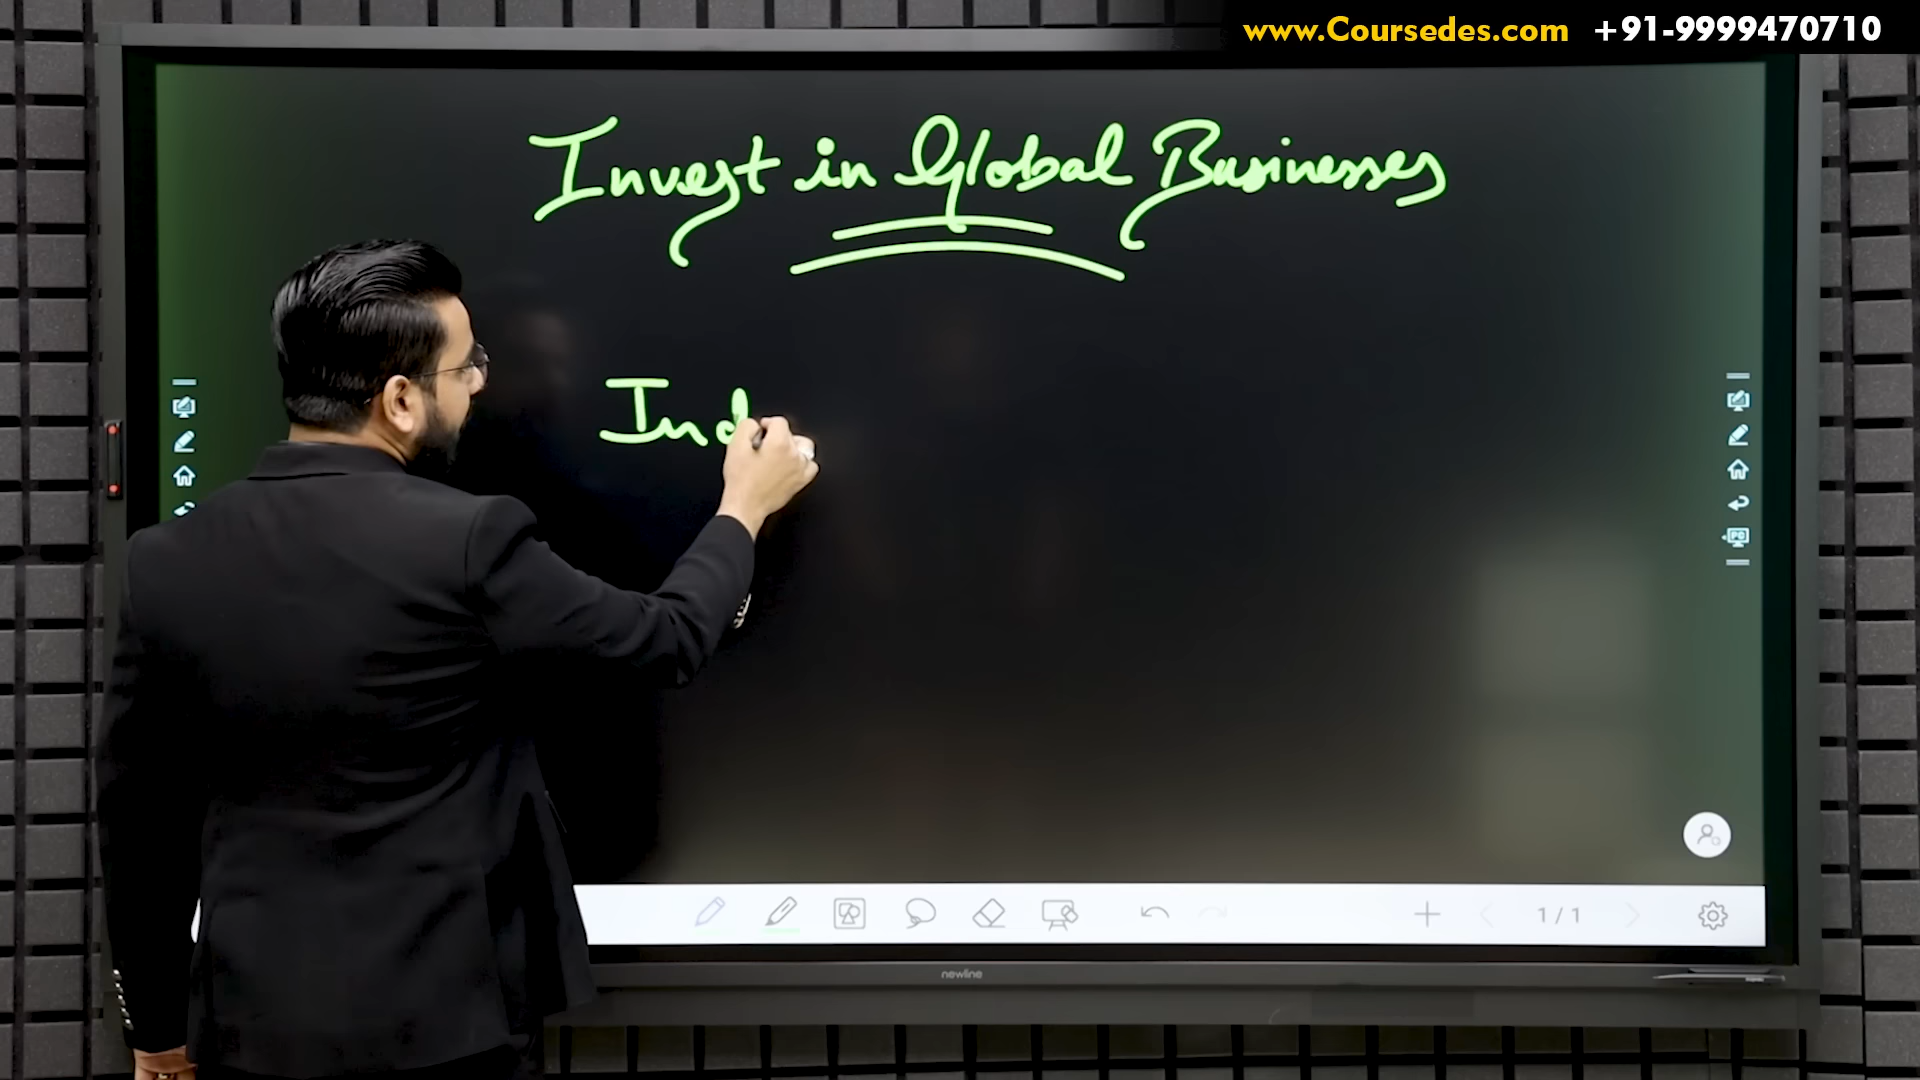 www.Coursedes.com +91-9999470710
Invest in Global Businesses
Ind
1/1
newline